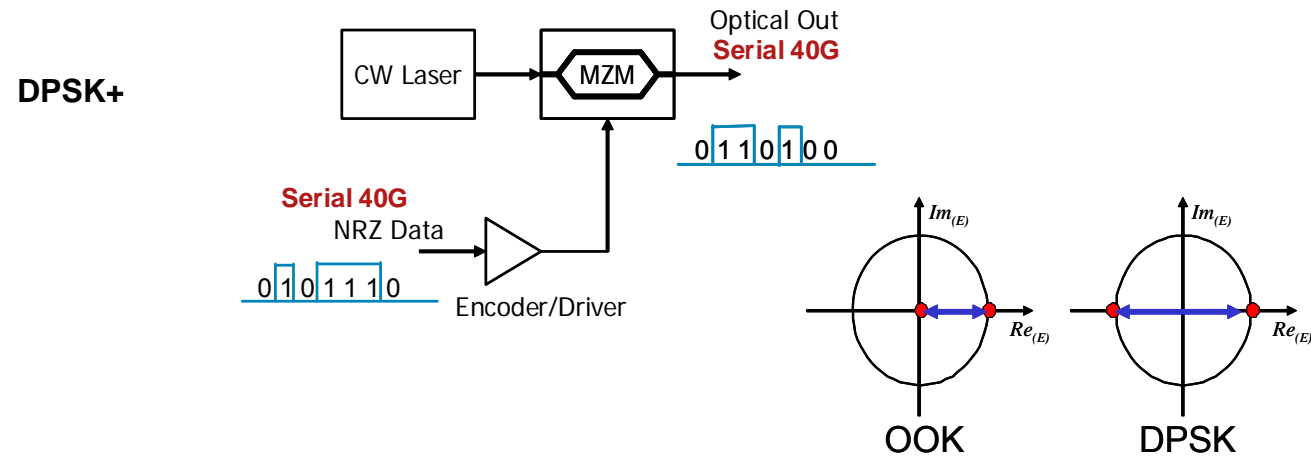 DPSK+
CW Laser
MZM
Optical Out
Serial 40G
0 1 1 0 1 0 0
Serial 40G
NRZ Data
0 1 0 1 1 1 0
Encoder/Driver
Im(E)
Re(E)
OOK
Im(E)
Re(E)
DPSK